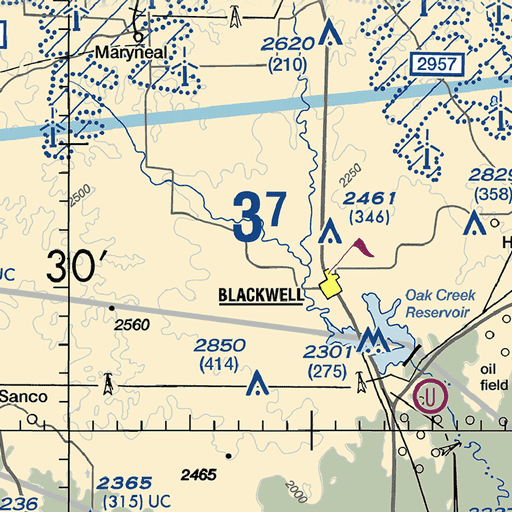 Maryneal
2620
(210)
2957
2500
2250
2829
(358)
3⁷
2461
(346)
H
UC
30′
BLACKWELL
Oak Creek
Reservoir
2560
2850
(414)
2301
(275)
oil
field
Sanco
U
2465
2365
(315) UC
2000
236